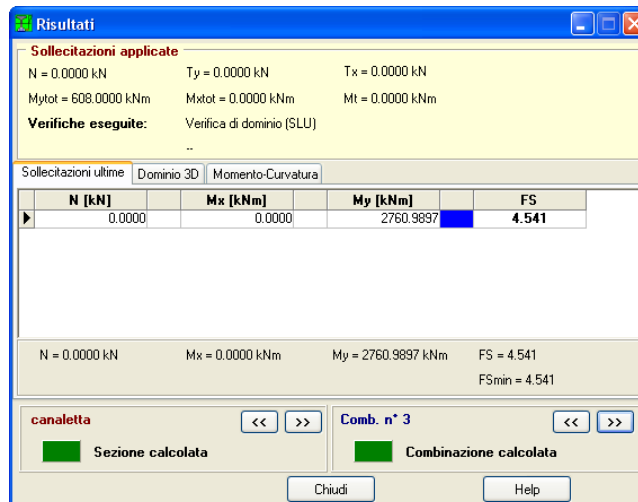 Risultati
Sollecitazioni applicate
N = 0.0000 kN Ty = 0.0000 kN Tx = 0.0000 kN
Mytot = 608.0000 kNm Mxtot = 0.0000 kNm Mt = 0.0000 kNm
Verifiche eseguite: Verifica di dominio (SLU)
--
Sollecitazioni ultime Dominio 3D Momento-Curvatura
N [kN] Mx [kNm] My [kNm] FS
0.0000 0.0000 2760.9897 4.541
N = 0.0000 kN Mx = 0.0000 kNm My = 2760.9897 kNm FS = 4.541
FSmin = 4.541
canaletta << >> Comb. n° 3 << >>
Sezione calcolata Combinazione calcolata
Chiudi Help